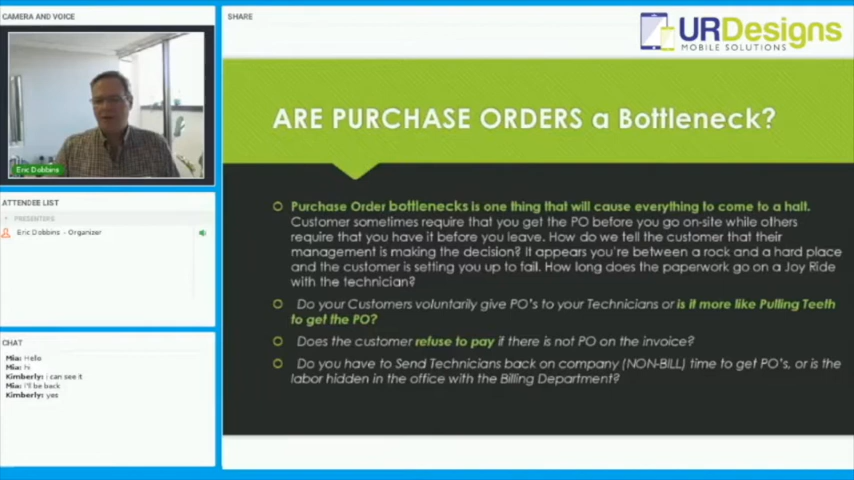 CAMERA AND VOICE
Eric Dobbins
ATTENDEE LIST
PRESENTERS
Eric Dobbins - Organizer
CHAT
Mia: Hello
Mia: hi
Kimberly: i can see it
Mia: I'll be back
Kimberly: yes
SHARE
URDesigns
MOBILE SOLUTIONS
ARE PURCHASE ORDERS a Bottleneck?
Purchase Order bottlenecks is one thing that will cause everything to come to a halt.
Customer sometimes require that you get the PO before you go on-site while others
require that you have it before you leave. How do we tell the customer that their
management is making the decision? It appears you're between a rock and a hard place
and the customer is setting you up to fail. How long does the paperwork go on a Joy Ride
with the technician?
Do your Customers voluntarily give PO's to your Technicians or is it more like Pulling Teeth
to get the PO?
Does the customer refuse to pay if there is not PO on the invoice?
Do you have to Send Technicians back on company (NON-BILL) time to get PO's, or is the
labor hidden in the office with the Billing Department?